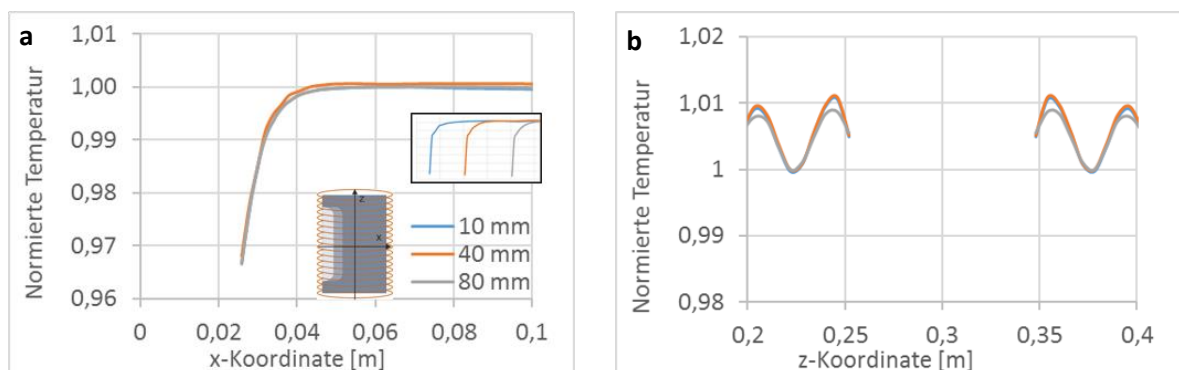 a
Normierte Temperatur
1,01
1,00
0,99
0,98
0,97
0,96
0
0,02
0,04
0,06
0,08
0,1
x-Koordinate [m]
z
x
10 mm
40 mm
80 mm
b
Normierte Temperatur
1,02
1,01
1
0,99
0,98
0,2
0,25
0,3
0,35
0,4
z-Koordinate [m]